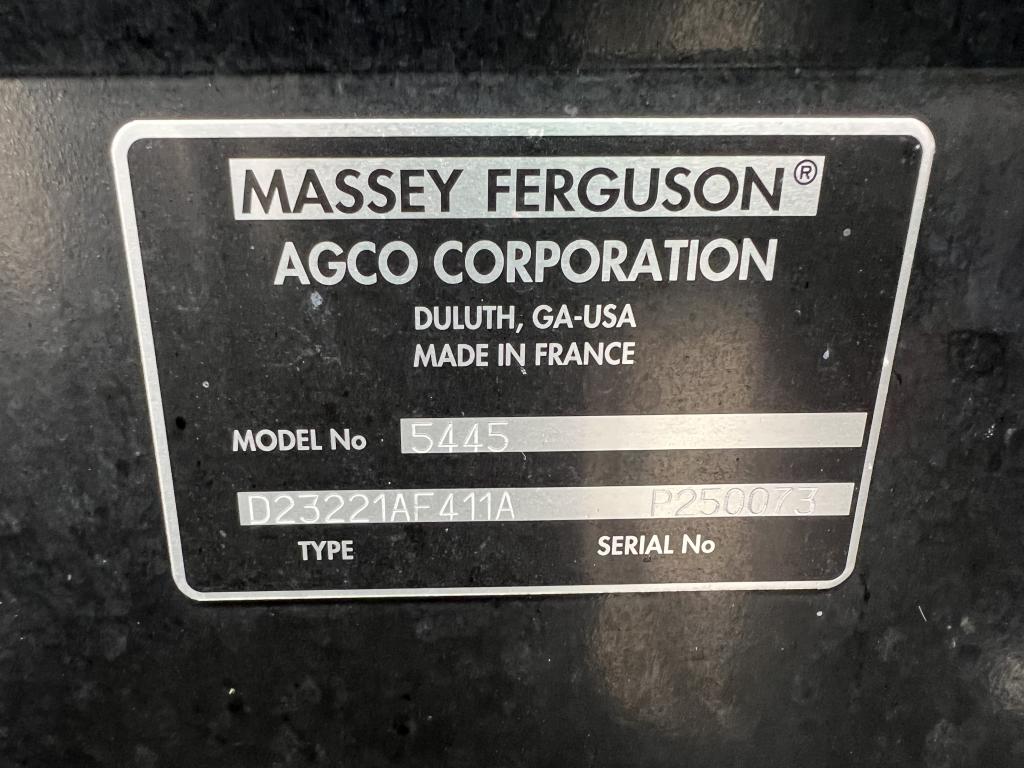 MASSEY FERGUSON®
AGCO CORPORATION
DULUTH, GA-USA
MADE IN FRANCE
MODEL No 5445
D23221AF411A P250073
TYPE SERIAL No